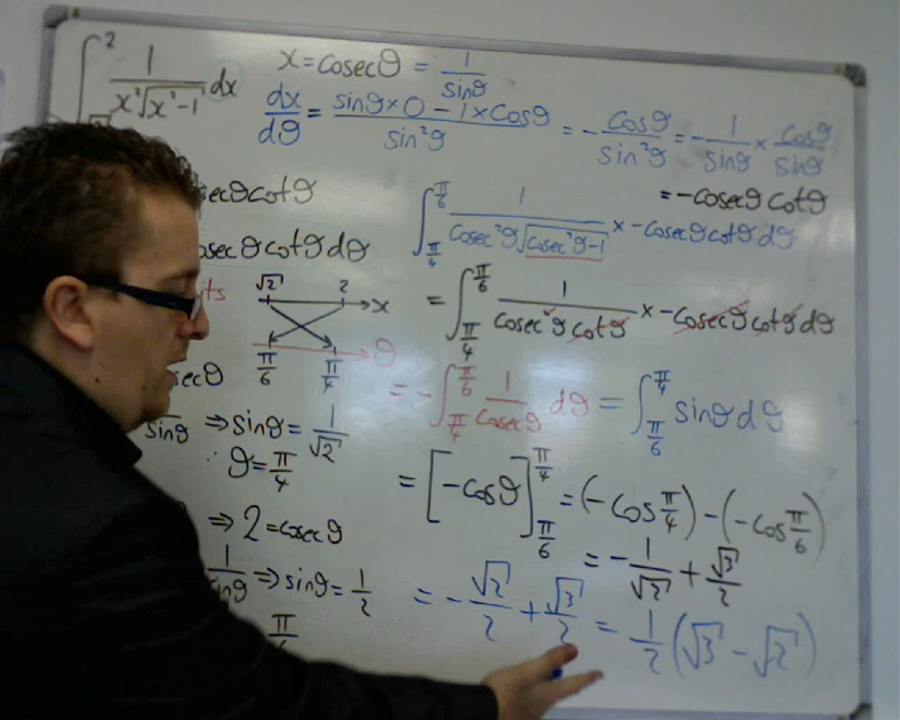 ∫ 2 1/(x²√(x²-1)) dx
x = cosecθ = 1/sinθ
dx/dθ = (sinθ×0 - 1×cosθ)/sin²θ = -cosθ/sin²θ = -1/sinθ × cosθ/sinθ
= -cosecθ cotθ
secθcotθ
∫_{π/4}^{π/6} 1/(cosec²θ√(cosec²θ-1)) × -cosecθcotθ dθ
osecθcotθdθ
its
√2 2 → x
π/6 π/4 → θ
= ∫_{π/4}^{π/6} 1/(cosec²θ cotθ) × -cosecθcotθ dθ
secθ
= -∫_{π/4}^{π/6} 1/cosecθ dθ = ∫_{π/6}^{π/4} sinθ dθ
sinθ ⇒ sinθ = 1/√2
∴ θ = π/4
= [-cosθ]_{π/6}^{π/4} = (-cos π/4) - (-cos π/6)
⇒ 2 = cosecθ
= -1/√2 + √3/2
1/sinθ ⇒ sinθ = 1/2
= -√2/2 + √3/2 = 1/2(√3 - √2)
π